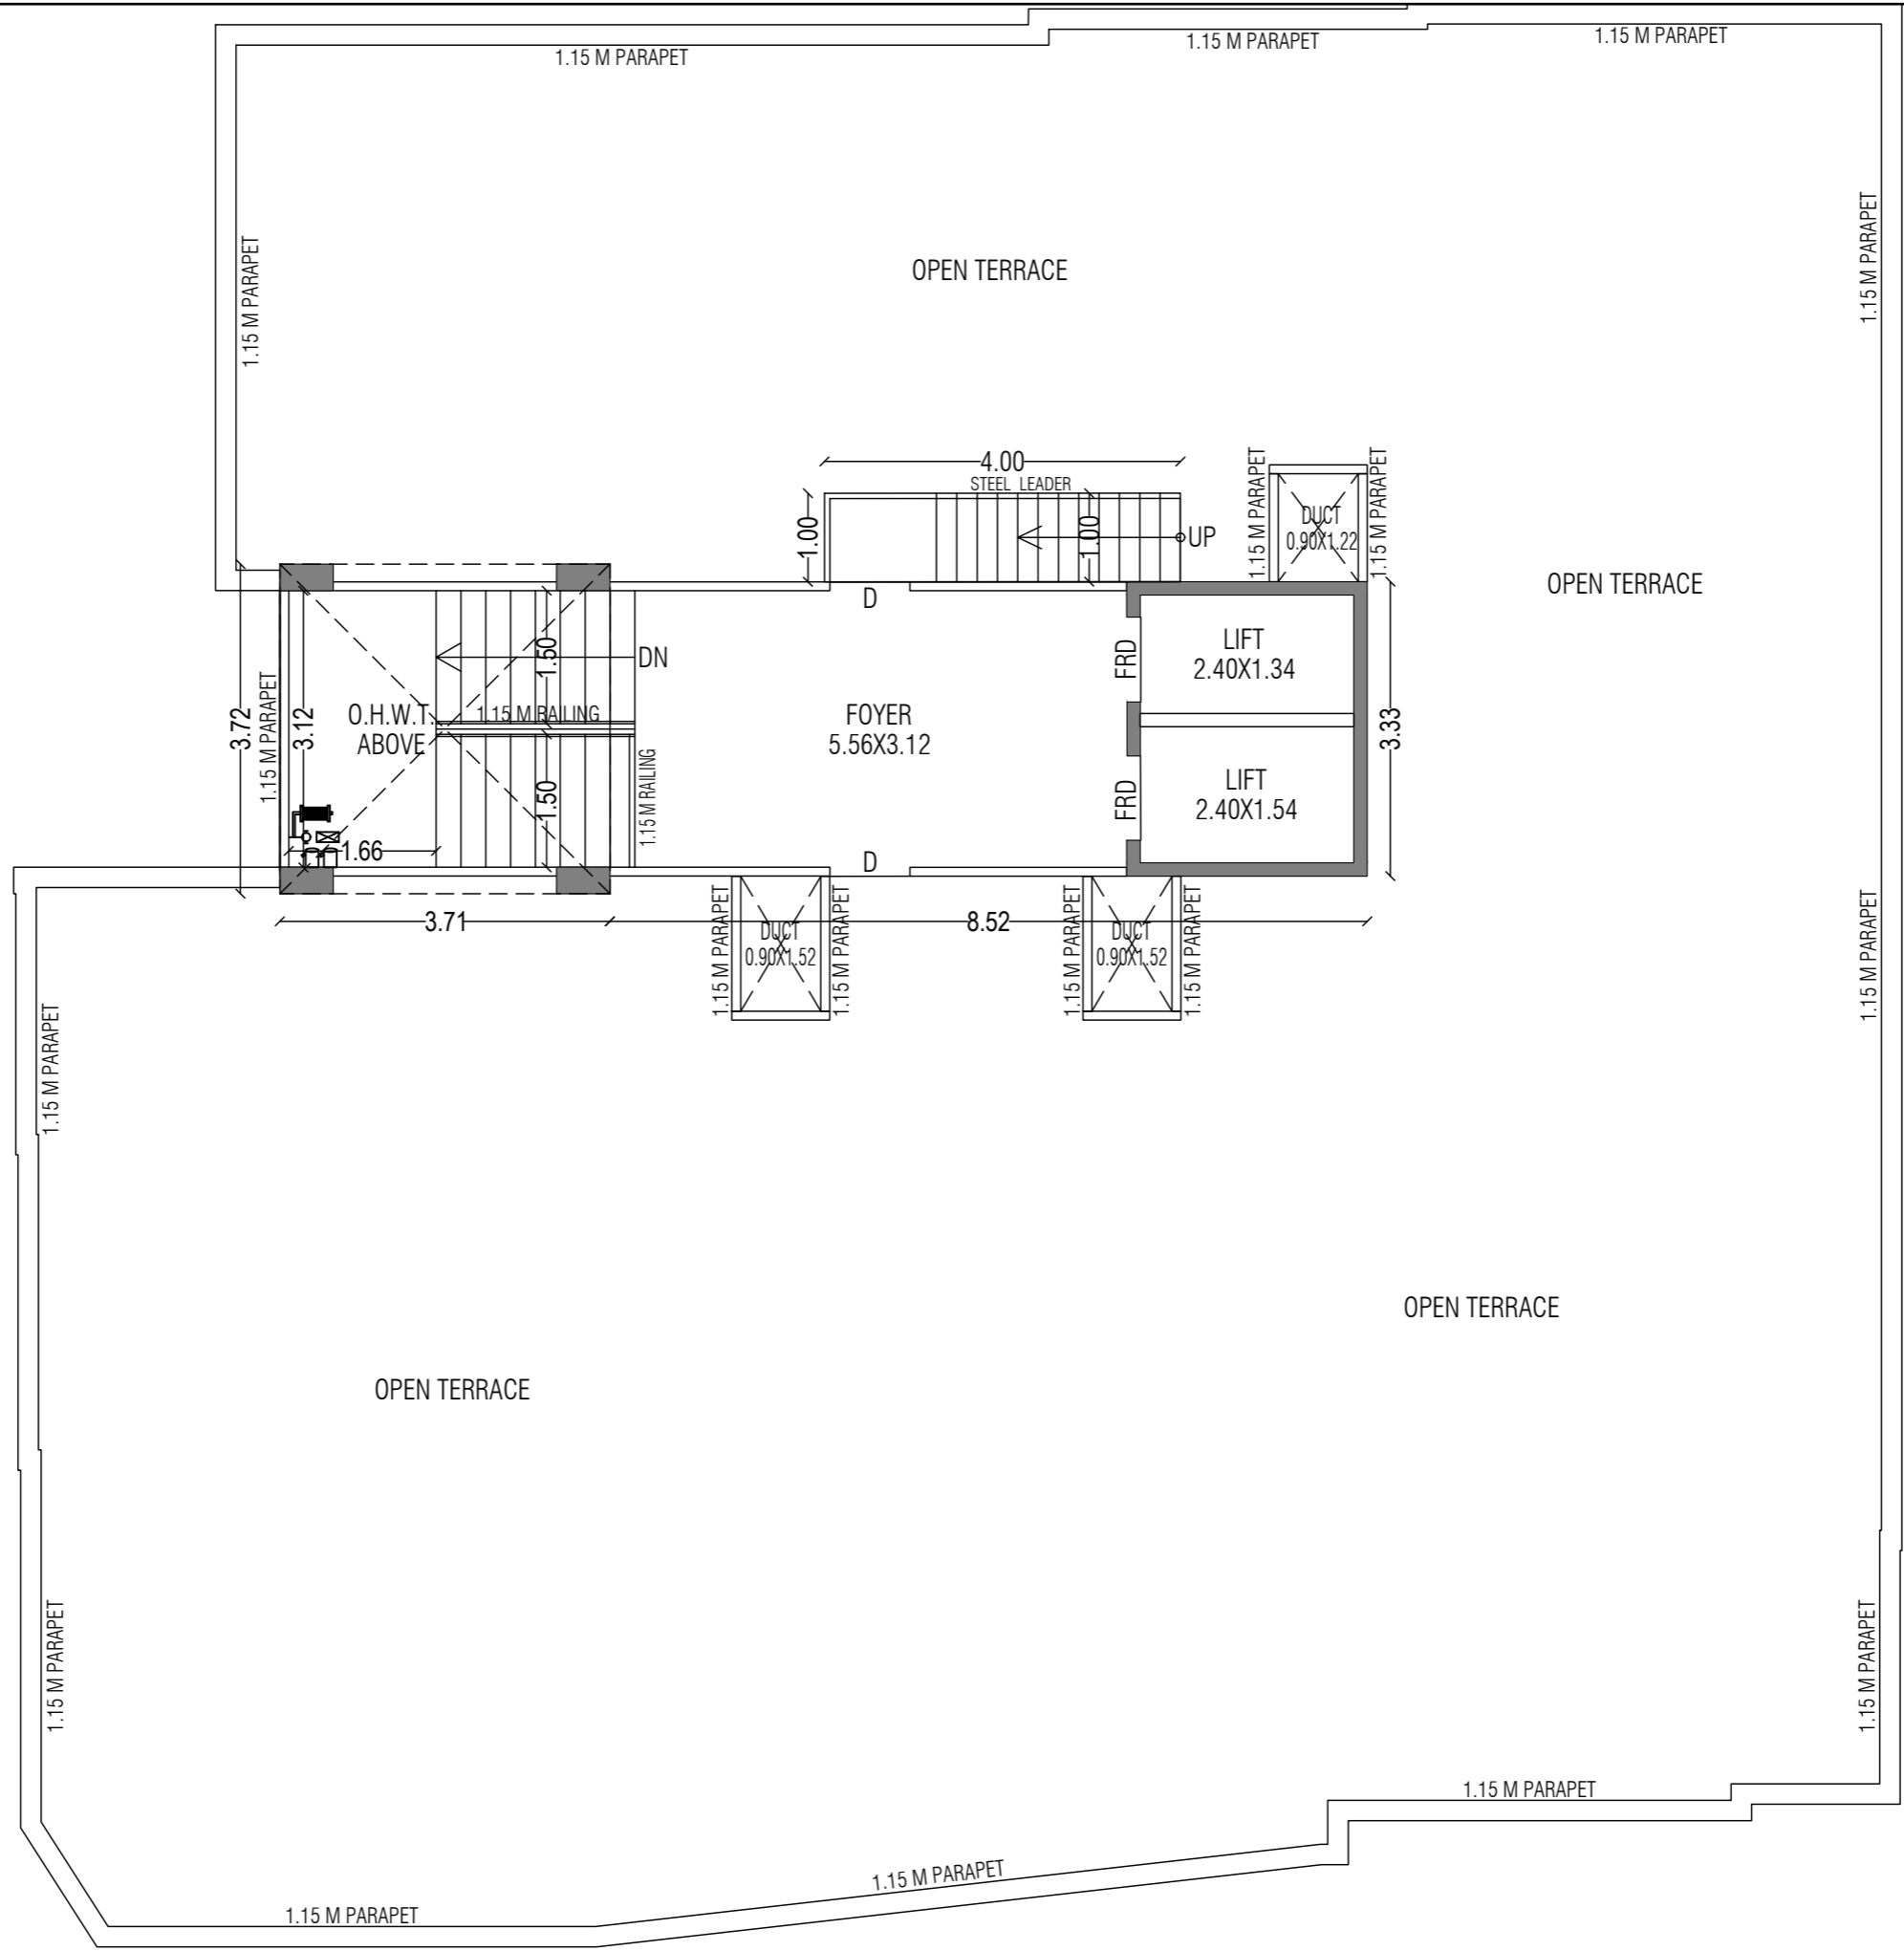 1.15 M PARAPET
1.15 M PARAPET
1.15 M PARAPET
1.15 M PARAPET
1.15 M PARAPET
OPEN TERRACE
4.00
STEEL LEADER
1.00
1.00
UP
1.15 M PARAPET
DUCT
0.90X1.22
1.15 M PARAPET
OPEN TERRACE
D
3.72
1.15 M PARAPET
3.12
O.H.W.T.
ABOVE
1.50
DN
1.15 M RAILING
1.50
1.15 M RAILING
1.66
FOYER
5.56X3.12
FRD
LIFT
2.40X1.34
FRD
LIFT
2.40X1.54
3.33
D
3.71
8.52
1.15 M PARAPET
DUCT
0.90X1.52
1.15 M PARAPET
1.15 M PARAPET
DUCT
0.90X1.52
1.15 M PARAPET
1.15 M PARAPET
1.15 M PARAPET
OPEN TERRACE
OPEN TERRACE
1.15 M PARAPET
1.15 M PARAPET
1.15 M PARAPET
1.15 M PARAPET
1.15 M PARAPET